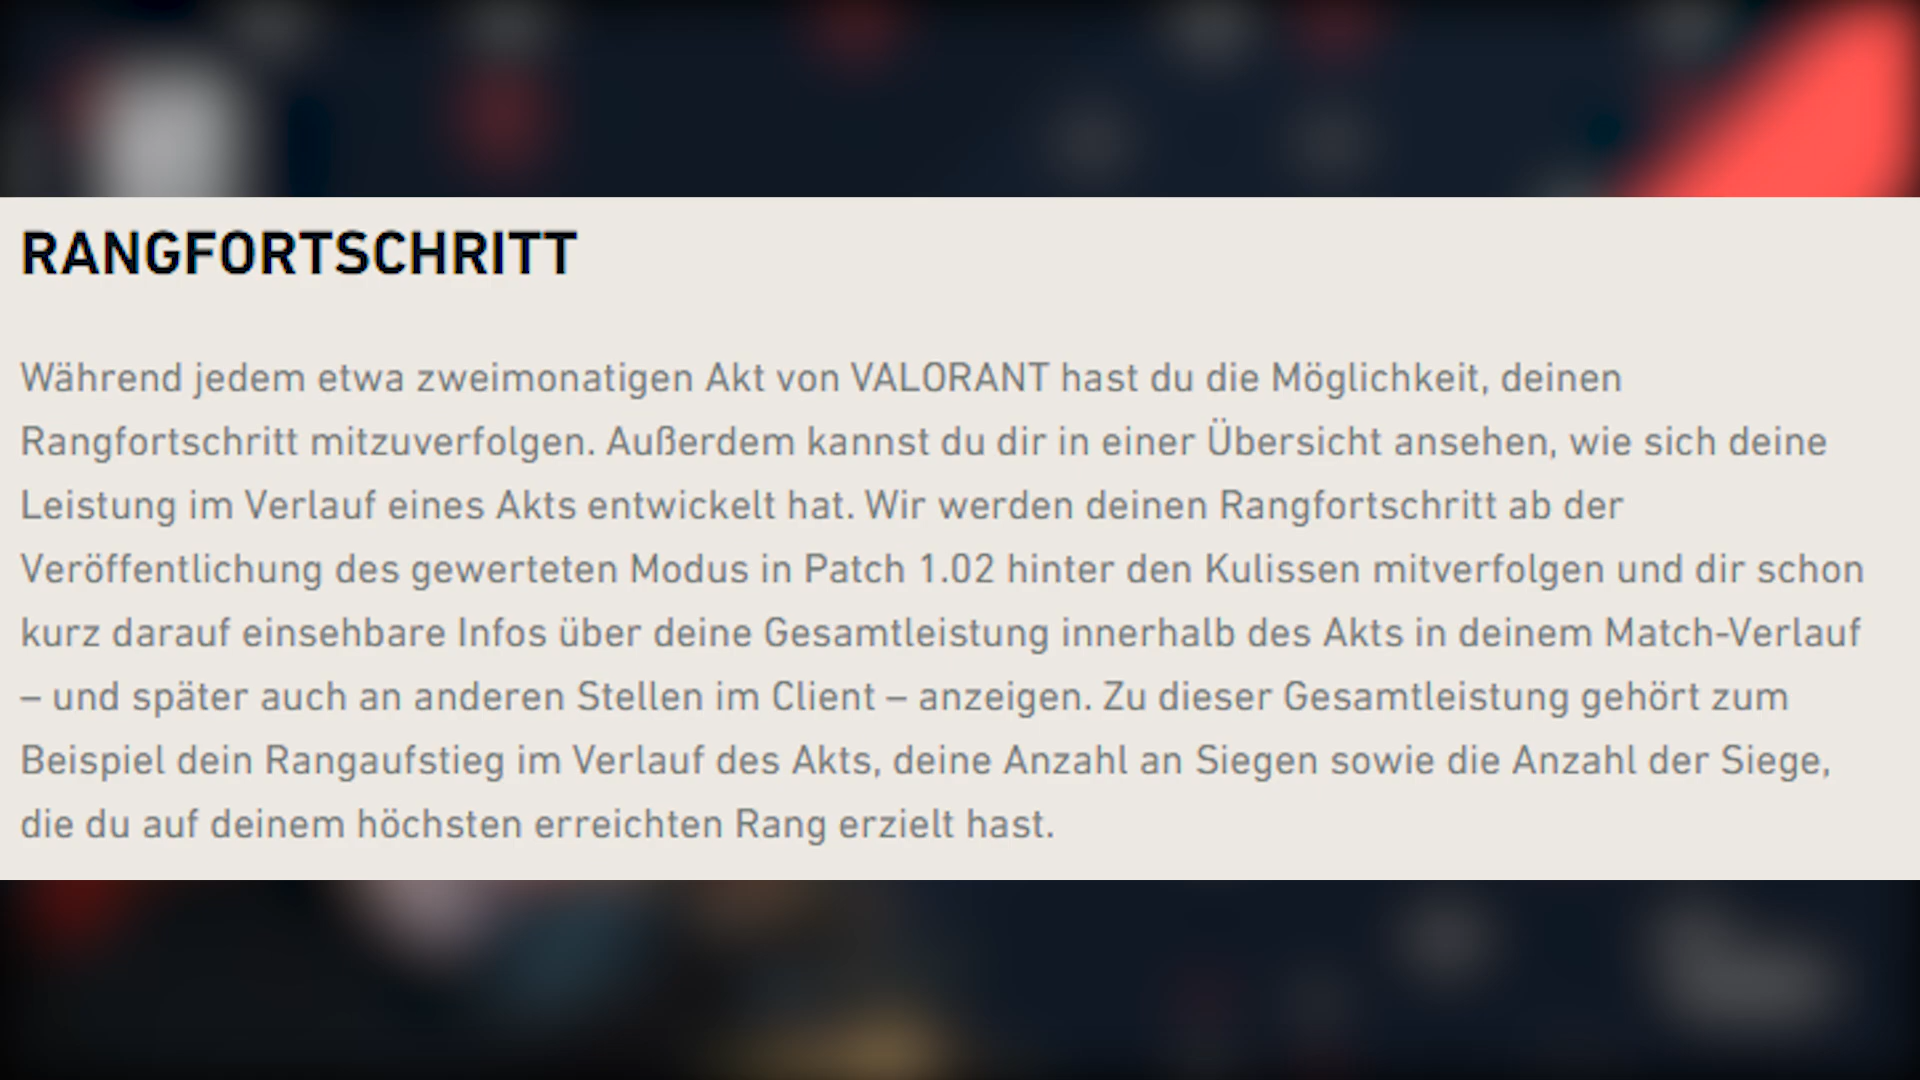 RANGFORTSCHRITT
Während jedem etwa zweimonatigen Akt von VALORANT hast du die Möglichkeit, deinen
Rangfortschritt mitzuverfolgen. Außerdem kannst du dir in einer Übersicht ansehen, wie sich deine
Leistung im Verlauf eines Akts entwickelt hat. Wir werden deinen Rangfortschritt ab der
Veröffentlichung des gewerteten Modus in Patch 1.02 hinter den Kulissen mitverfolgen und dir schon
kurz darauf einsehbare Infos über deine Gesamtleistung innerhalb des Akts in deinem Match-Verlauf
– und später auch an anderen Stellen im Client – anzeigen. Zu dieser Gesamtleistung gehört zum
Beispiel dein Rangaufstieg im Verlauf des Akts, deine Anzahl an Siegen sowie die Anzahl der Siege,
die du auf deinem höchsten erreichten Rang erzielt hast.